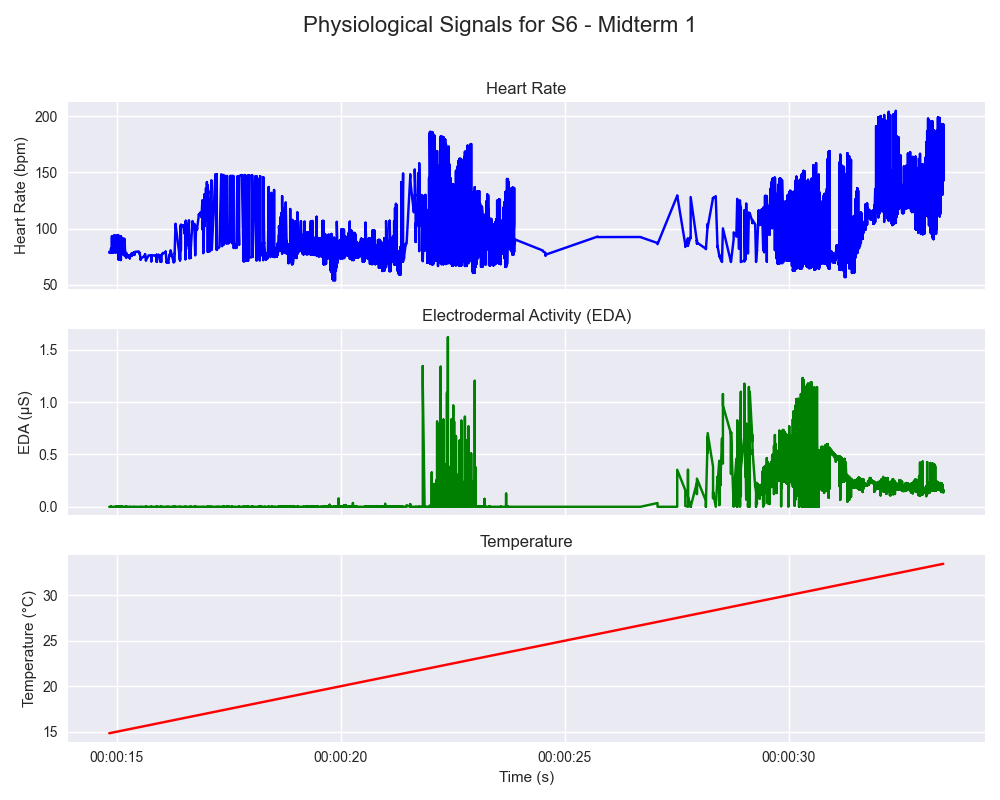 Physiological Signals for S6 - Midterm 1
Heart Rate
Heart Rate (bpm)
200
150
100
50
Electrodermal Activity (EDA)
EDA (μS)
1.5
1.0
0.5
0.0
Temperature
Temperature (°C)
30
25
20
15
00:00:15 00:00:20 00:00:25 00:00:30
Time (s)